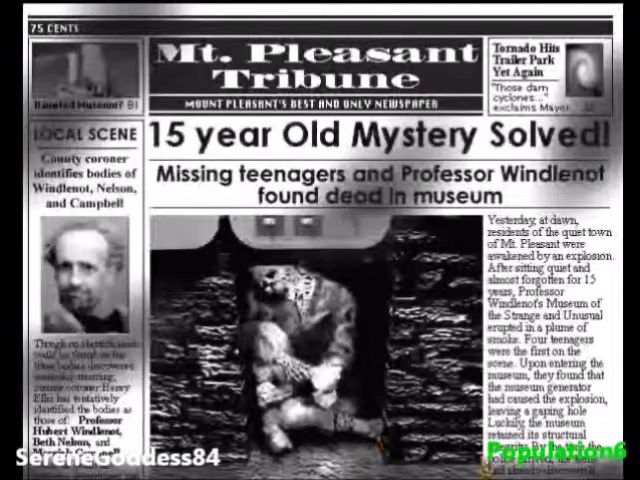 75 CENTS
Mt. Pleasant
Tribune
MOUNT PLEASANT'S BEST AND ONLY NEWSPAPER
Haunted Museum? B1
Tornado Hits
Trailer Park
Yet Again
"Those darn
cyclones..."
exclaims Mayor
LOCAL SCENE
County coroner
identifies bodies of
Windlenot, Nelson,
and Campbell
15 year Old Mystery Solved!
Missing teenagers and Professor Windlenot
found dead in museum
Yesterday, at dawn,
residents of the quiet town
of Mt. Pleasant were
awakened by an explosion.
After sitting quiet and
almost forgotten for 15
years, Professor
Windlenot's Museum of
the Strange and Unusual
erupted in a plume of
smoke. Four teenagers
were the first on the
scene. Upon entering the
museum, they found that
the museum generator
had caused the explosion,
leaving a gaping hole
Luckily, the museum
retained its structural
Though
coroner Henry
has tentatively
identified the bodies as
those of: Professor
Hubert Windlenot,
Beth Nelson, and
SereneGoddess84
Population6